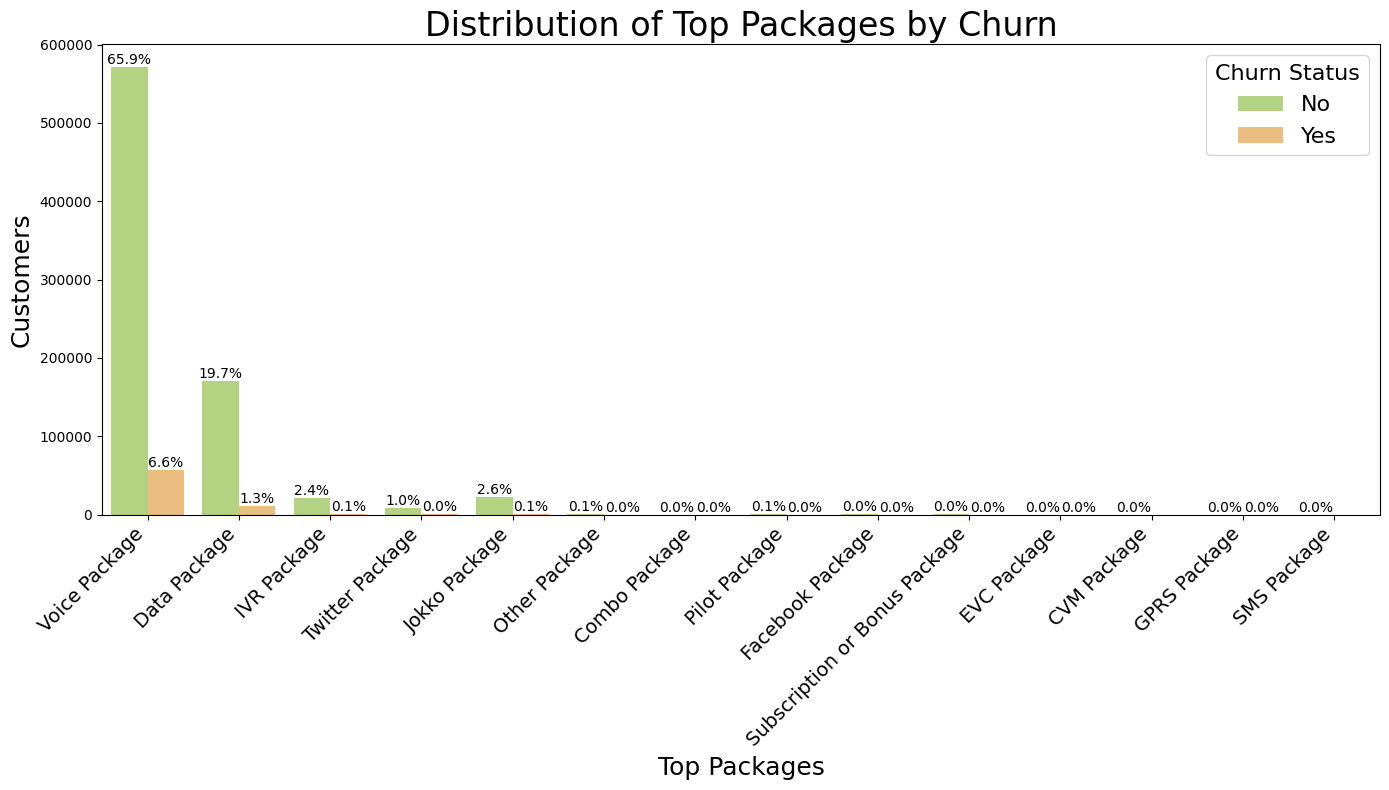 Distribution of Top Packages by Churn
600000
500000
400000
300000
200000
100000
0
Customers
65.9%
6.6%
19.7%
1.3%
2.4%
0.1%
1.0%
0.0%
2.6%
0.1%
0.1%
0.0%
0.0%
0.0%
0.1%
0.0%
0.0%
0.0%
0.0%
0.0%
0.0%
0.0%
0.0%
0.0%
0.0%
0.0%
Churn Status
No
Yes
Voice Package
Data Package
IVR Package
Twitter Package
Jokko Package
Other Package
Combo Package
Pilot Package
Facebook Package
Subscription or Bonus Package
EVC Package
CVM Package
GPRS Package
SMS Package
Top Packages